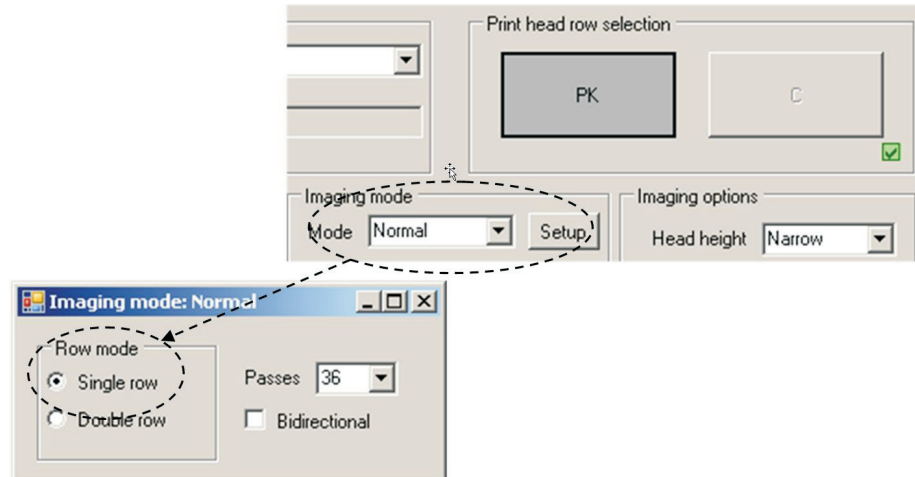 Print head row selection
PK
C
Imaging mode
Mode Normal Setup
Imaging options
Head height Narrow
Imaging mode: Normal
Row mode
Single row
Double row
Passes 36
Bidirectional